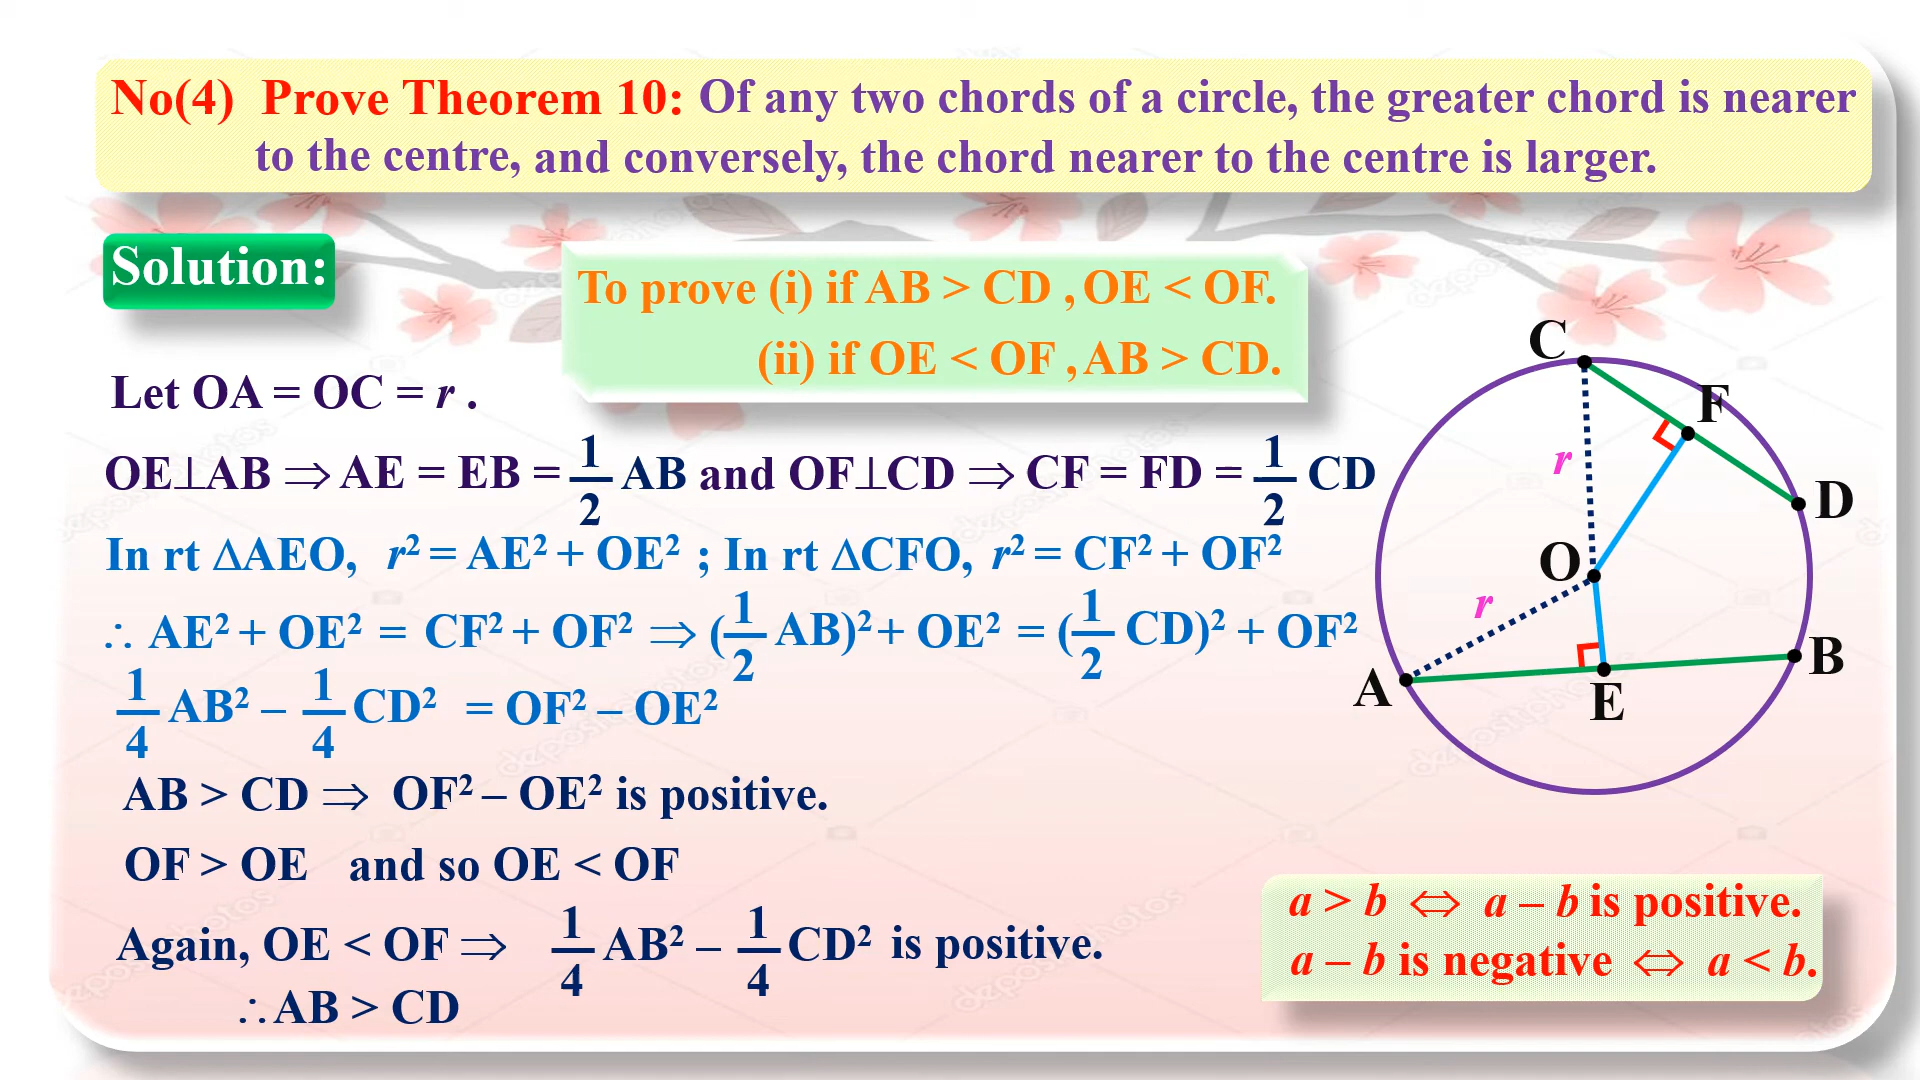 No(4) Prove Theorem 10: Of any two chords of a circle, the greater chord is nearer
to the centre, and conversely, the chord nearer to the centre is larger.
Solution:
To prove (i) if AB > CD , OE < OF.
(ii) if OE < OF , AB > CD.
Let OA = OC = r .
OE⊥AB ⇒ AE = EB = 1/2 AB and OF⊥CD ⇒ CF = FD = 1/2 CD
In rt ΔAEO, r² = AE² + OE² ; In rt ΔCFO, r² = CF² + OF²
∴ AE² + OE² = CF² + OF² ⇒ (1/2 AB)² + OE² = (1/2 CD)² + OF²
1/4 AB² – 1/4 CD² = OF² – OE²
AB > CD ⇒ OF² – OE² is positive.
OF > OE and so OE < OF
Again, OE < OF ⇒ 1/4 AB² – 1/4 CD² is positive.
∴ AB > CD
C
F
r
D
O
r
B
A
E
a > b ⇔ a – b is positive.
a – b is negative ⇔ a < b.
depositphotos